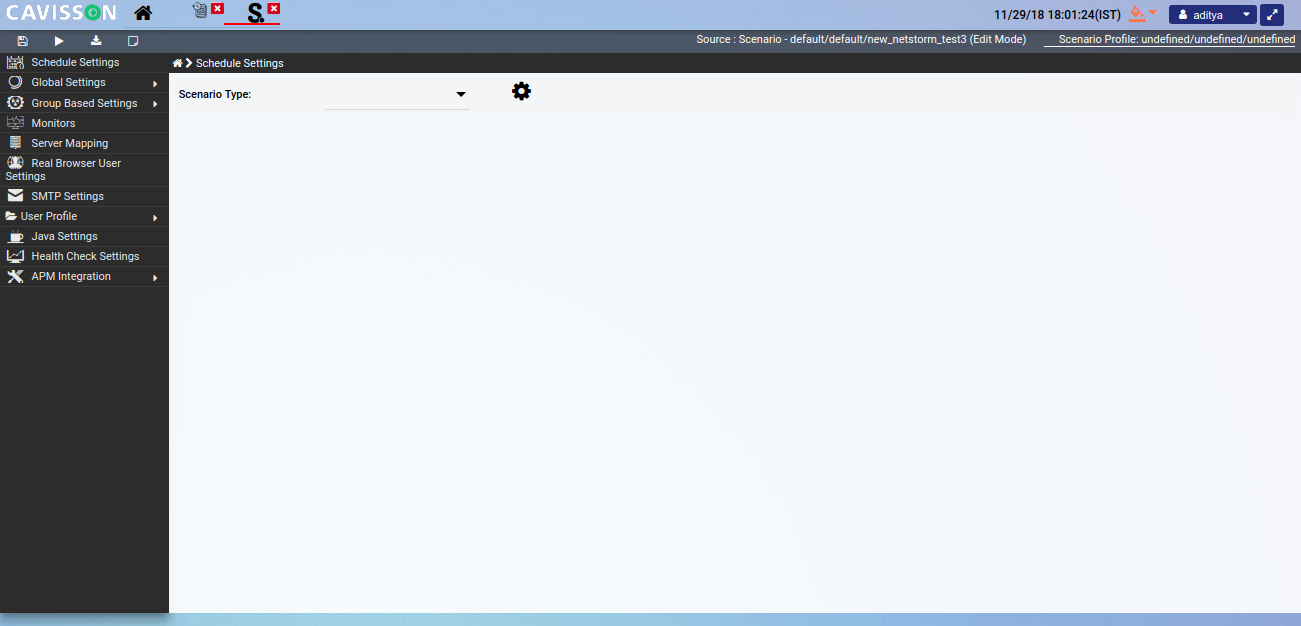 CAVISSON
S.
11/29/18 18:01:24(IST)
aditya
Source : Scenario - default/default/new_netstorm_test3 (Edit Mode)
Scenario Profile: undefined/undefined/undefined
Schedule Settings
Global Settings
Group Based Settings
Monitors
Server Mapping
Real Browser User
Settings
SMTP Settings
User Profile
Java Settings
Health Check Settings
APM Integration
Schedule Settings
Scenario Type: